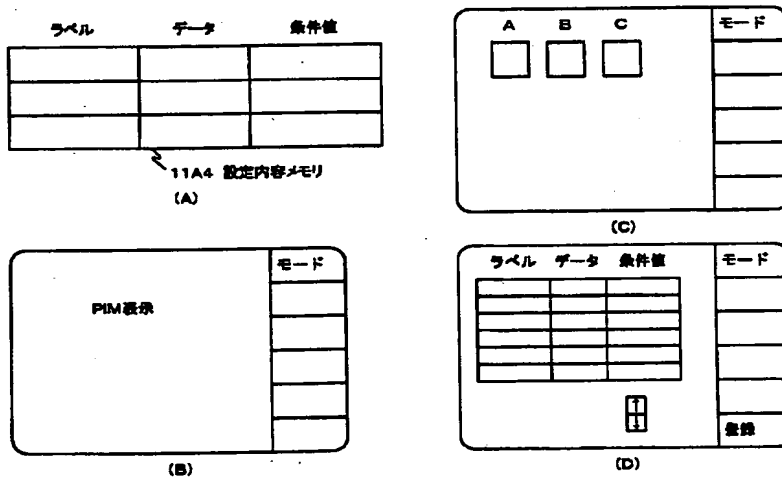 ラベル データ 条件値
11A4 設定内容メモリ
(A)
A B C
モード
(C)
PIM表示
モード
(B)
ラベル データ 条件値
モード
↑
↓
登録
(D)